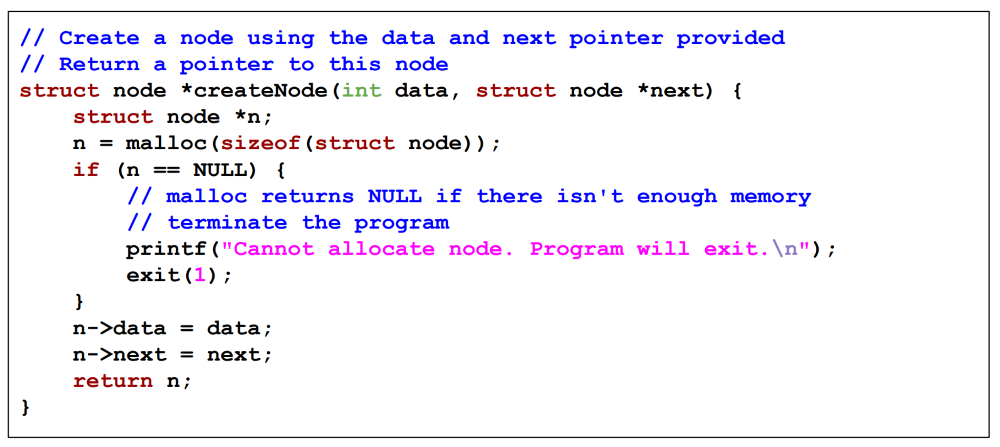 // Create a node using the data and next pointer provided
// Return a pointer to this node
struct node *createNode(int data, struct node *next) {
    struct node *n;
    n = malloc(sizeof(struct node));
    if (n == NULL) {
        // malloc returns NULL if there isn't enough memory
        // terminate the program
        printf("Cannot allocate node. Program will exit.\n");
        exit(1);
    }
    n->data = data;
    n->next = next;
    return n;
}